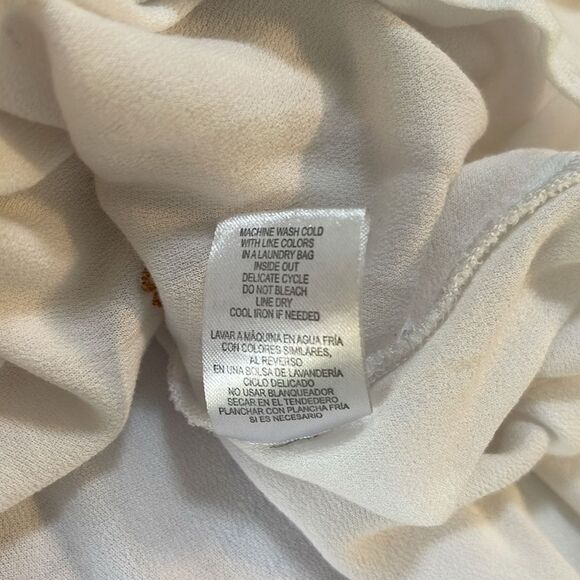 MACHINE WASH COLD
WITH LIKE COLORS
IN A LAUNDRY BAG
INSIDE OUT
DELICATE CYCLE
DO NOT BLEACH
LINE DRY
COOL IRON IF NEEDED
LAVAR A MÁQUINA EN AGUA FRÍA
CON COLORES SIMILARES,
AL REVERSO
EN UNA BOLSA DE LAVANDERÍA
CICLO DELICADO
NO USAR BLANQUEADOR
SECAR EN EL TENDEDERO
PLANCHAR CON PLANCHA FRÍA
SI ES NECESARIO